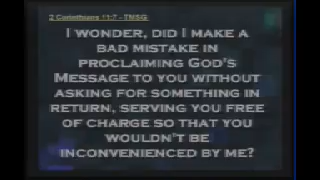 2 Corinthians 11:7 - TMSG
I wonder, did I make a
bad mistake in
proclaiming God's
Message to you without
asking for something in
return, serving you free
of charge so that you
wouldn't be
inconvenienced by me?